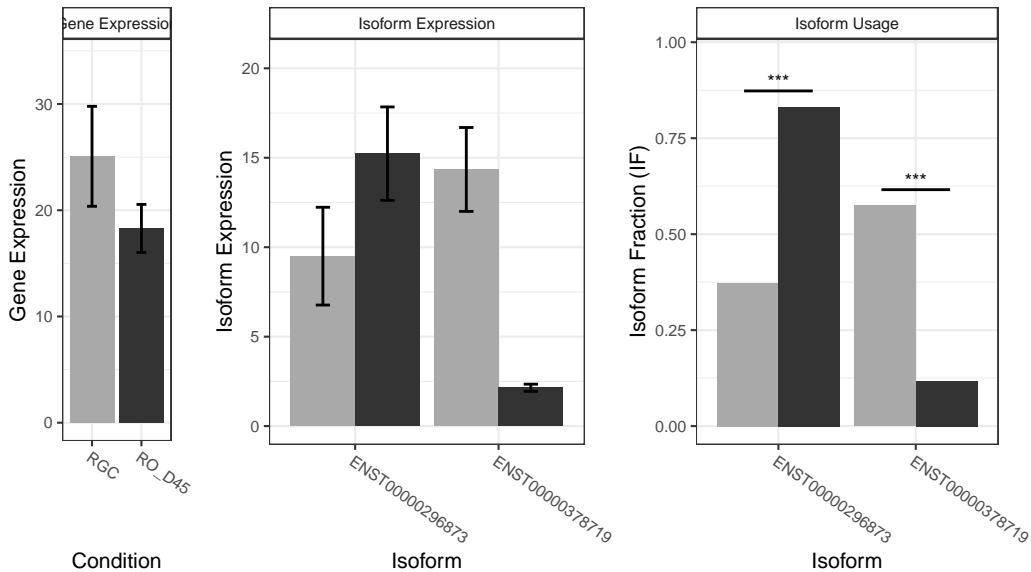 Gene Expression
Gene Expression
30
20
10
0
RGC
RO_D45
Condition
Isoform Expression
Isoform Expression
20
15
10
5
0
ENST00000296873
ENST00000378719
Isoform
Isoform Usage
Isoform Fraction (IF)
1.00
0.75
0.50
0.25
0.00
***
***
ENST00000296873
ENST00000378719
Isoform